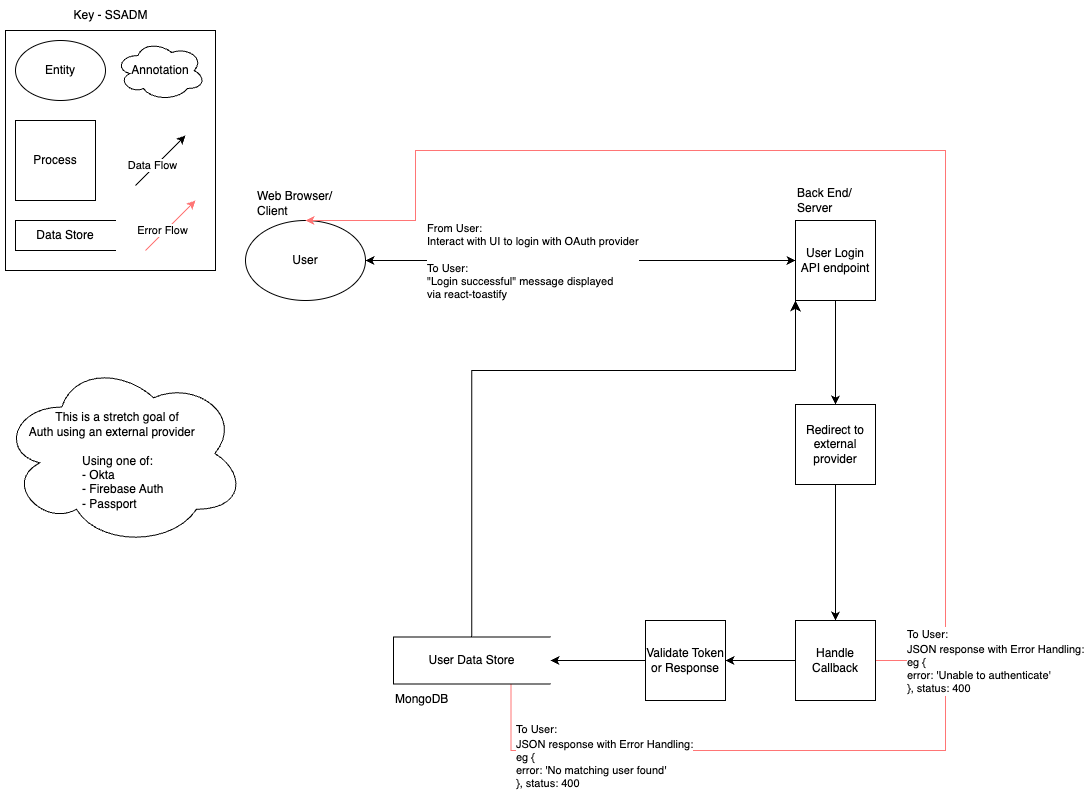 Key - SSADM
Entity
Annotation
Process
Data Flow
Data Store
Error Flow
Web Browser/
Client
User
From User:
Interact with UI to login with OAuth provider
To User:
"Login successful" message displayed
via react-toastify
Back End/
Server
User Login
API endpoint
This is a stretch goal of
Auth using an external provider
Using one of:
- Okta
- Firebase Auth
- Passport
Redirect to
external
provider
User Data Store
MongoDB
Validate Token
or Response
Handle
Callback
To User:
JSON response with Error Handling:
eg {
error: 'Unable to authenticate'
}, status: 400
To User:
JSON response with Error Handling:
eg {
error: 'No matching user found'
}, status: 400